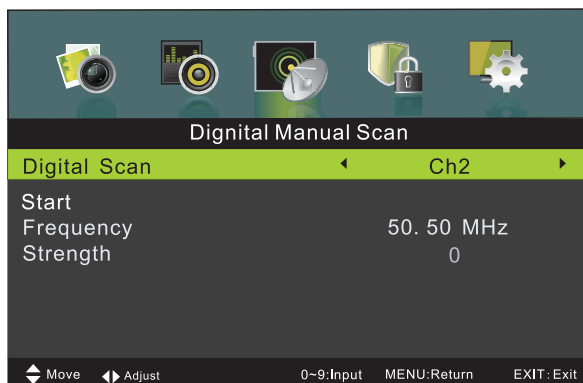 Dignital Manual Scan
Digital Scan Ch2
Start
Frequency 50. 50 MHz
Strength 0
Move Adjust 0~9:Input MENU:Return EXIT:Exit